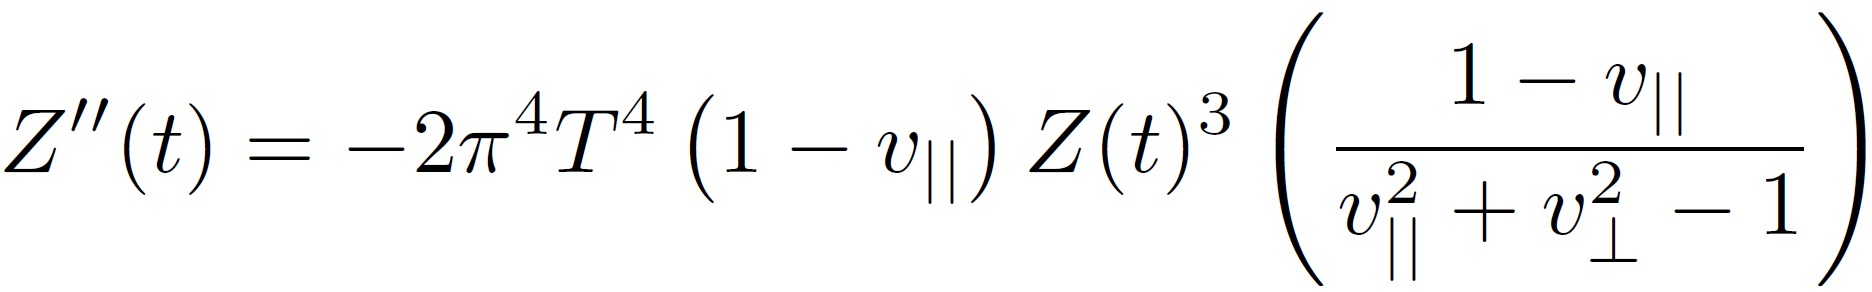 Z''(t) = -2\pi^4 T^4 \left(1 - v_{||}\right) Z(t)^3 \left( \frac{1 - v_{||}}{v_{||}^2 + v_{\perp}^2 - 1} \right)